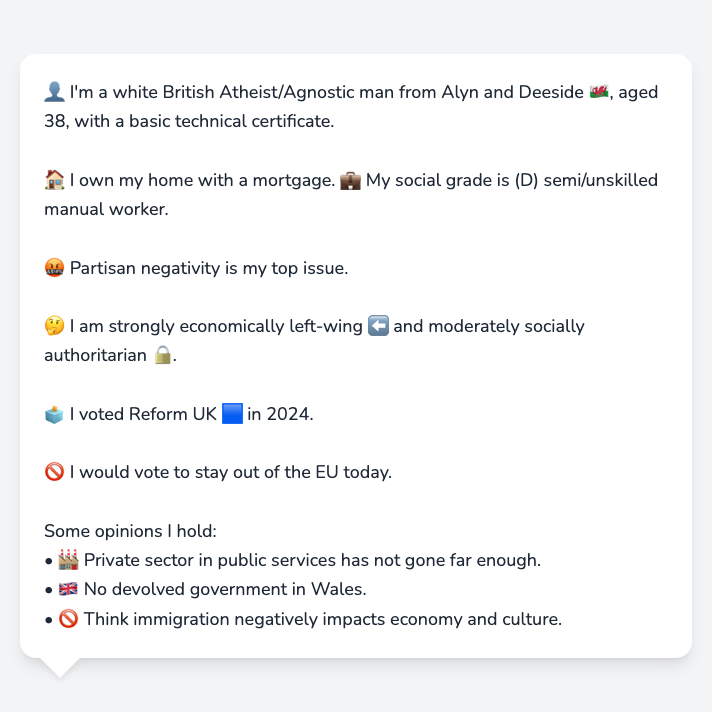 👤 I'm a white British Atheist/Agnostic man from Alyn and Deeside 🏴󠁧󠁢󠁷󠁬󠁳󠁿, aged
38, with a basic technical certificate.
🏠 I own my home with a mortgage. 💼 My social grade is (D) semi/unskilled
manual worker.
🤬 Partisan negativity is my top issue.
🤔 I am strongly economically left-wing ⬅️ and moderately socially
authoritarian 🔒.
🗳️ I voted Reform UK 🟦 in 2024.
🚫 I would vote to stay out of the EU today.
Some opinions I hold:
• 🏭 Private sector in public services has not gone far enough.
• 🇬🇧 No devolved government in Wales.
• 🚫 Think immigration negatively impacts economy and culture.